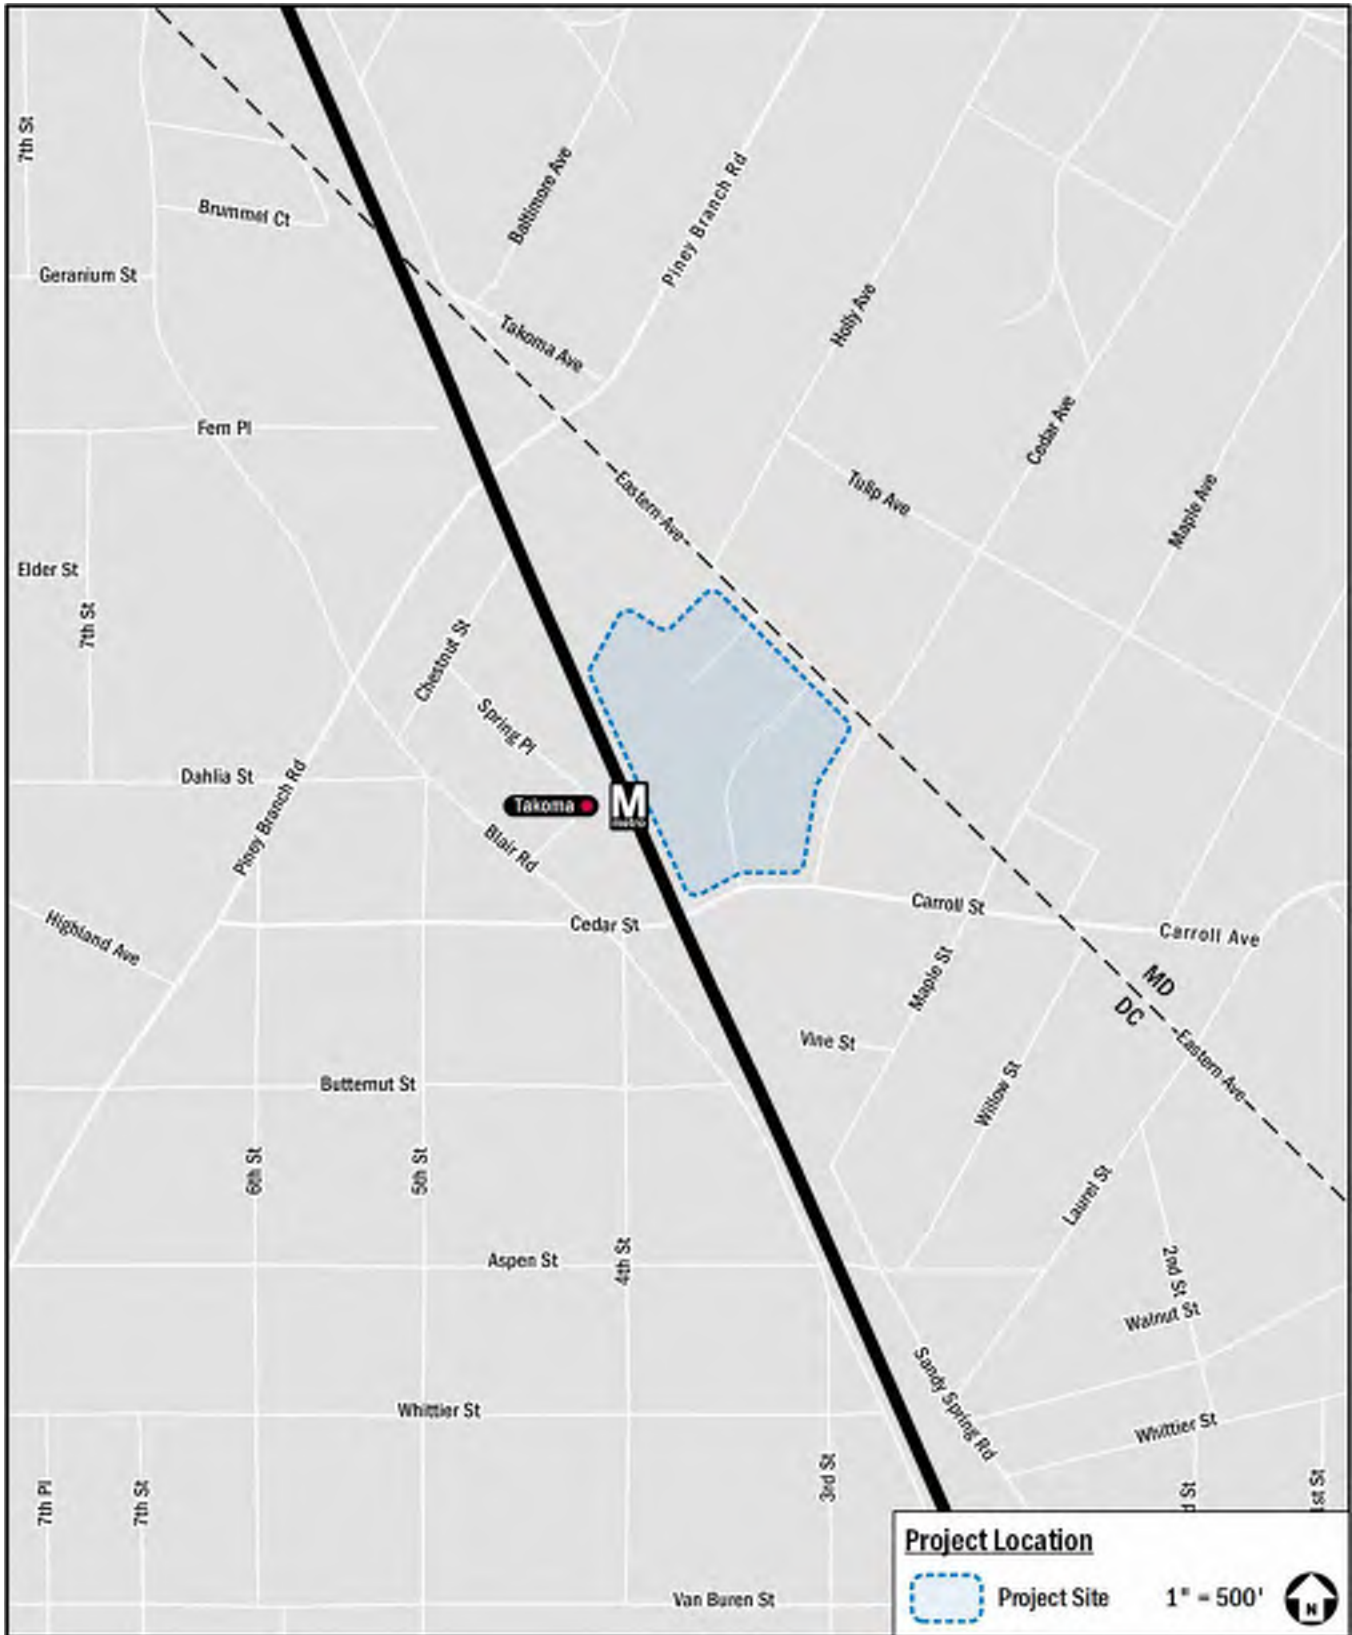 7th St
Brummel Ct
Baltimore Ave
Piney Branch Rd
Geranium St
Takoma Ave
Holly Ave
Fern Pl
Cedar Ave
Eastern Ave
Tulip Ave
Maple Ave
Elder St
7th St
Chestnut St
Spring Pl
Dahlia St
Piney Branch Rd
Takoma
M
metro
Blair Rd
Highland Ave
Cedar St
Carroll St
Carroll Ave
Maple St
MD
DC
Vine St
Eastern Ave
Butternut St
Willow St
6th St
5th St
Laurel St
Aspen St
4th St
2nd St
Walnut St
Whittier St
Sandy Spring Rd
Whittier St
7th Pl
7th St
3rd St
d St
1st St
Van Buren St
Project Location
Project Site
1" = 500'
N